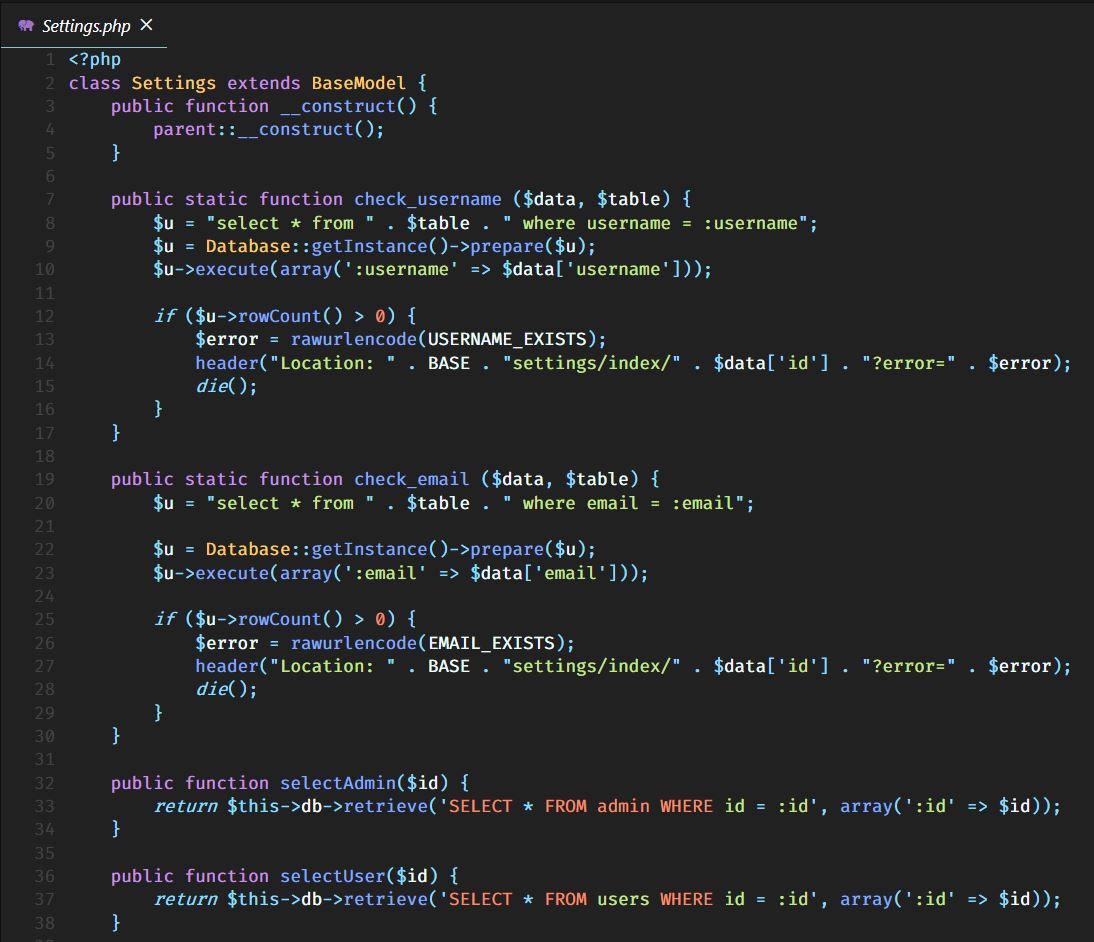 Settings.php ×
1 <?php
2 class Settings extends BaseModel {
3     public function __construct() {
4         parent::__construct();
5     }
6
7     public static function check_username ($data, $table) {
8         $u = "select * from " . $table . " where username = :username";
9         $u = Database::getInstance()->prepare($u);
10         $u->execute(array(':username' => $data['username']));
11
12         if ($u->rowCount() > 0) {
13             $error = rawurlencode(USERNAME_EXISTS);
14             header("Location: " . BASE . "settings/index/" . $data['id'] . "?error=" . $error);
15             die();
16         }
17     }
18
19     public static function check_email ($data, $table) {
20         $u = "select * from " . $table . " where email = :email";
21
22         $u = Database::getInstance()->prepare($u);
23         $u->execute(array(':email' => $data['email']));
24
25         if ($u->rowCount() > 0) {
26             $error = rawurlencode(EMAIL_EXISTS);
27             header("Location: " . BASE . "settings/index/" . $data['id'] . "?error=" . $error);
28             die();
29         }
30     }
31
32     public function selectAdmin($id) {
33         return $this->db->retrieve('SELECT * FROM admin WHERE id = :id', array(':id' => $id));
34     }
35
36     public function selectUser($id) {
37         return $this->db->retrieve('SELECT * FROM users WHERE id = :id', array(':id' => $id));
38     }